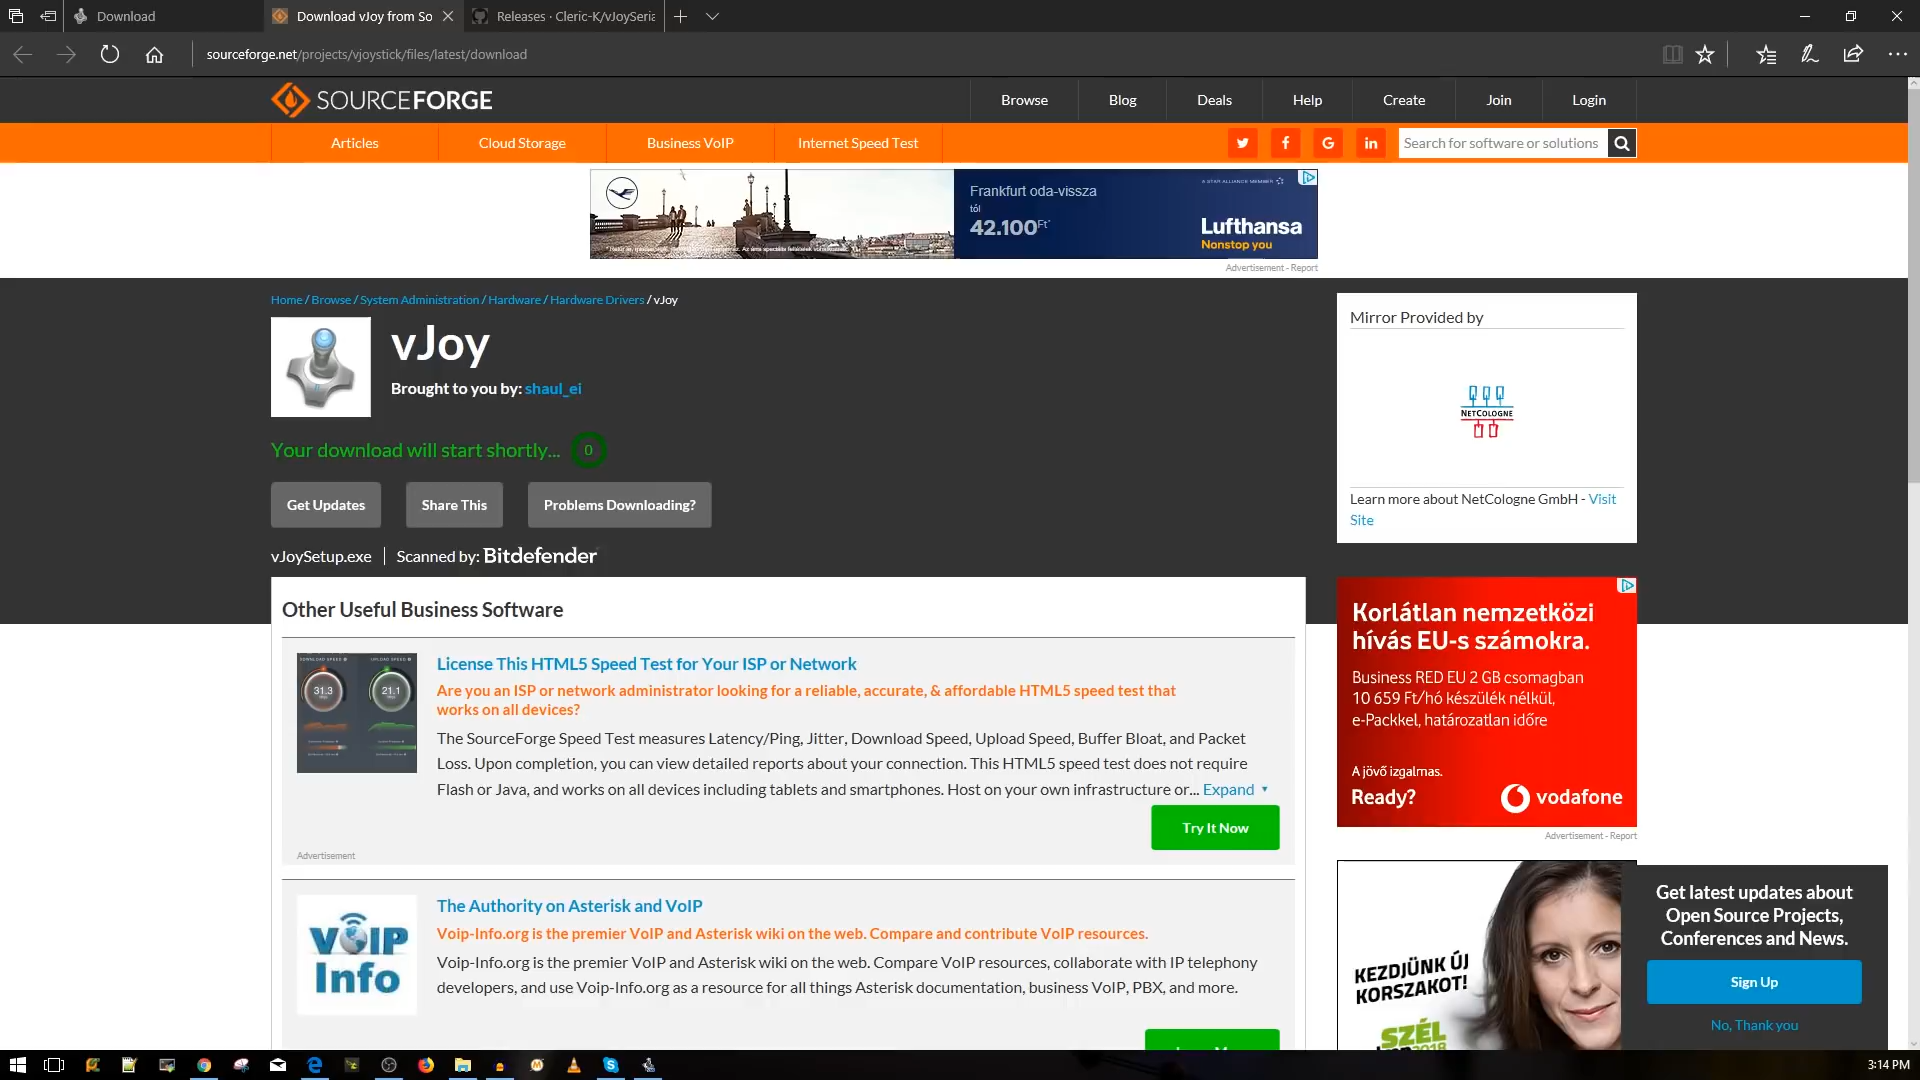 Download
Download vJoy from So
Releases · Cleric-K/vJoySeria
sourceforge.net/projects/vjoystick/files/latest/download
SOURCEFORGE
Browse
Blog
Deals
Help
Create
Join
Login
Articles
Cloud Storage
Business VoIP
Internet Speed Test
Search for software or solutions
Frankfurt oda-vissza
tól
42.100Ft*
A STAR ALLIANCE MEMBER
Lufthansa
Nonstop you
Advertisement - Report
Home / Browse / System Administration / Hardware / Hardware Drivers / vJoy
vJoy
Brought to you by: shaul_ei
Your download will start shortly... 0
Get Updates
Share This
Problems Downloading?
vJoySetup.exe | Scanned by: Bitdefender
Mirror Provided by
NETCOLOGNE
Learn more about NetCologne GmbH - Visit
Site
Other Useful Business Software
DOWNLOAD SPEED
UPLOAD SPEED
31.3
21.1
License This HTML5 Speed Test for Your ISP or Network
Are you an ISP or network administrator looking for a reliable, accurate, & affordable HTML5 speed test that
works on all devices?
The SourceForge Speed Test measures Latency/Ping, Jitter, Download Speed, Upload Speed, Buffer Bloat, and Packet
Loss. Upon completion, you can view detailed reports about your connection. This HTML5 speed test does not require
Flash or Java, and works on all devices including tablets and smartphones. Host on your own infrastructure or... Expand
Try It Now
Advertisement
VOIP
Info
The Authority on Asterisk and VoIP
Voip-Info.org is the premier VoIP and Asterisk wiki on the web. Compare and contribute VoIP resources.
Voip-Info.org is the premier VoIP and Asterisk wiki on the web. Compare VoIP resources, collaborate with IP telephony
developers, and use Voip-Info.org as a resource for all things Asterisk documentation, business VoIP, PBX, and more.
Korlátlan nemzetközi
hívás EU-s számokra.
Business RED EU 2 GB csomagban
10 659 Ft/hó készülék nélkül,
e-Packkel, határozatlan időre
A jövő izgalmas.
Ready?
vodafone
Advertisement - Report
KEZDJÜNK ÚJ
KORSZAKOT!
SZÉL
Get latest updates about
Open Source Projects,
Conferences and News.
Sign Up
No, Thank you
3:14 PM